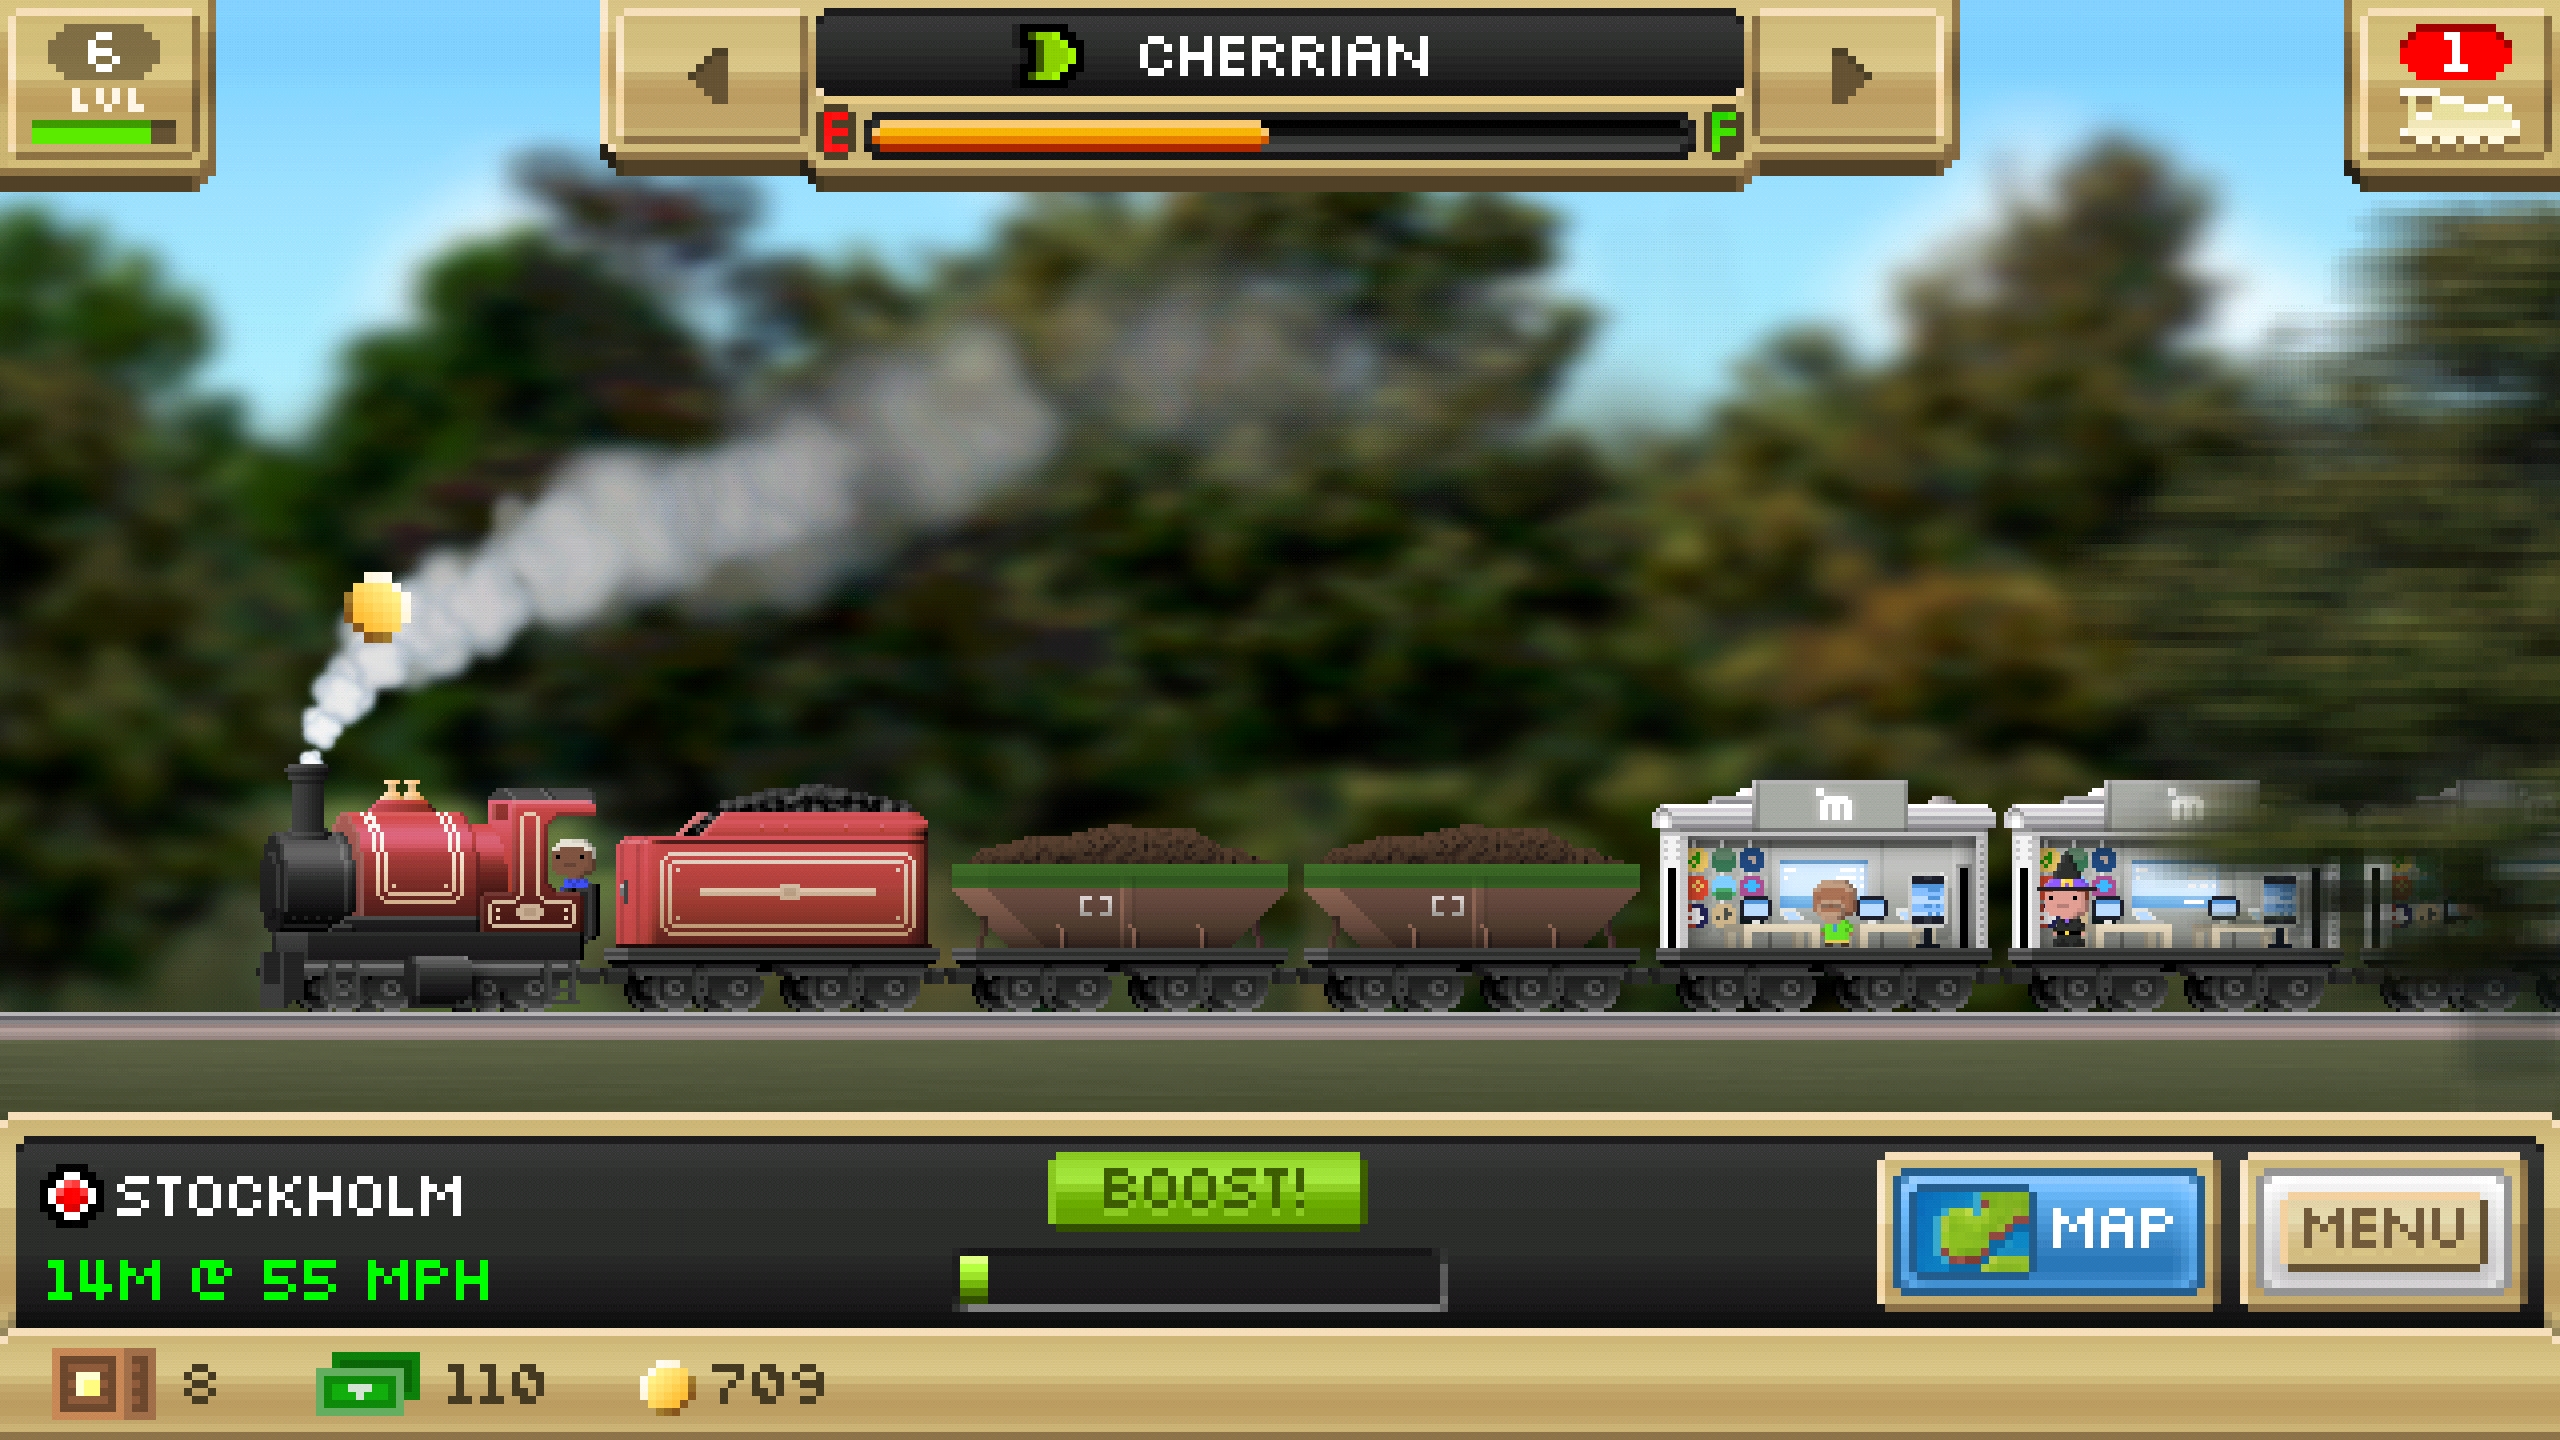 6
LVL
CHERRIAN
E F
1
m
m
STOCKHOLM
14M @ 55 MPH
BOOST!
MAP
MENU
8 110 709